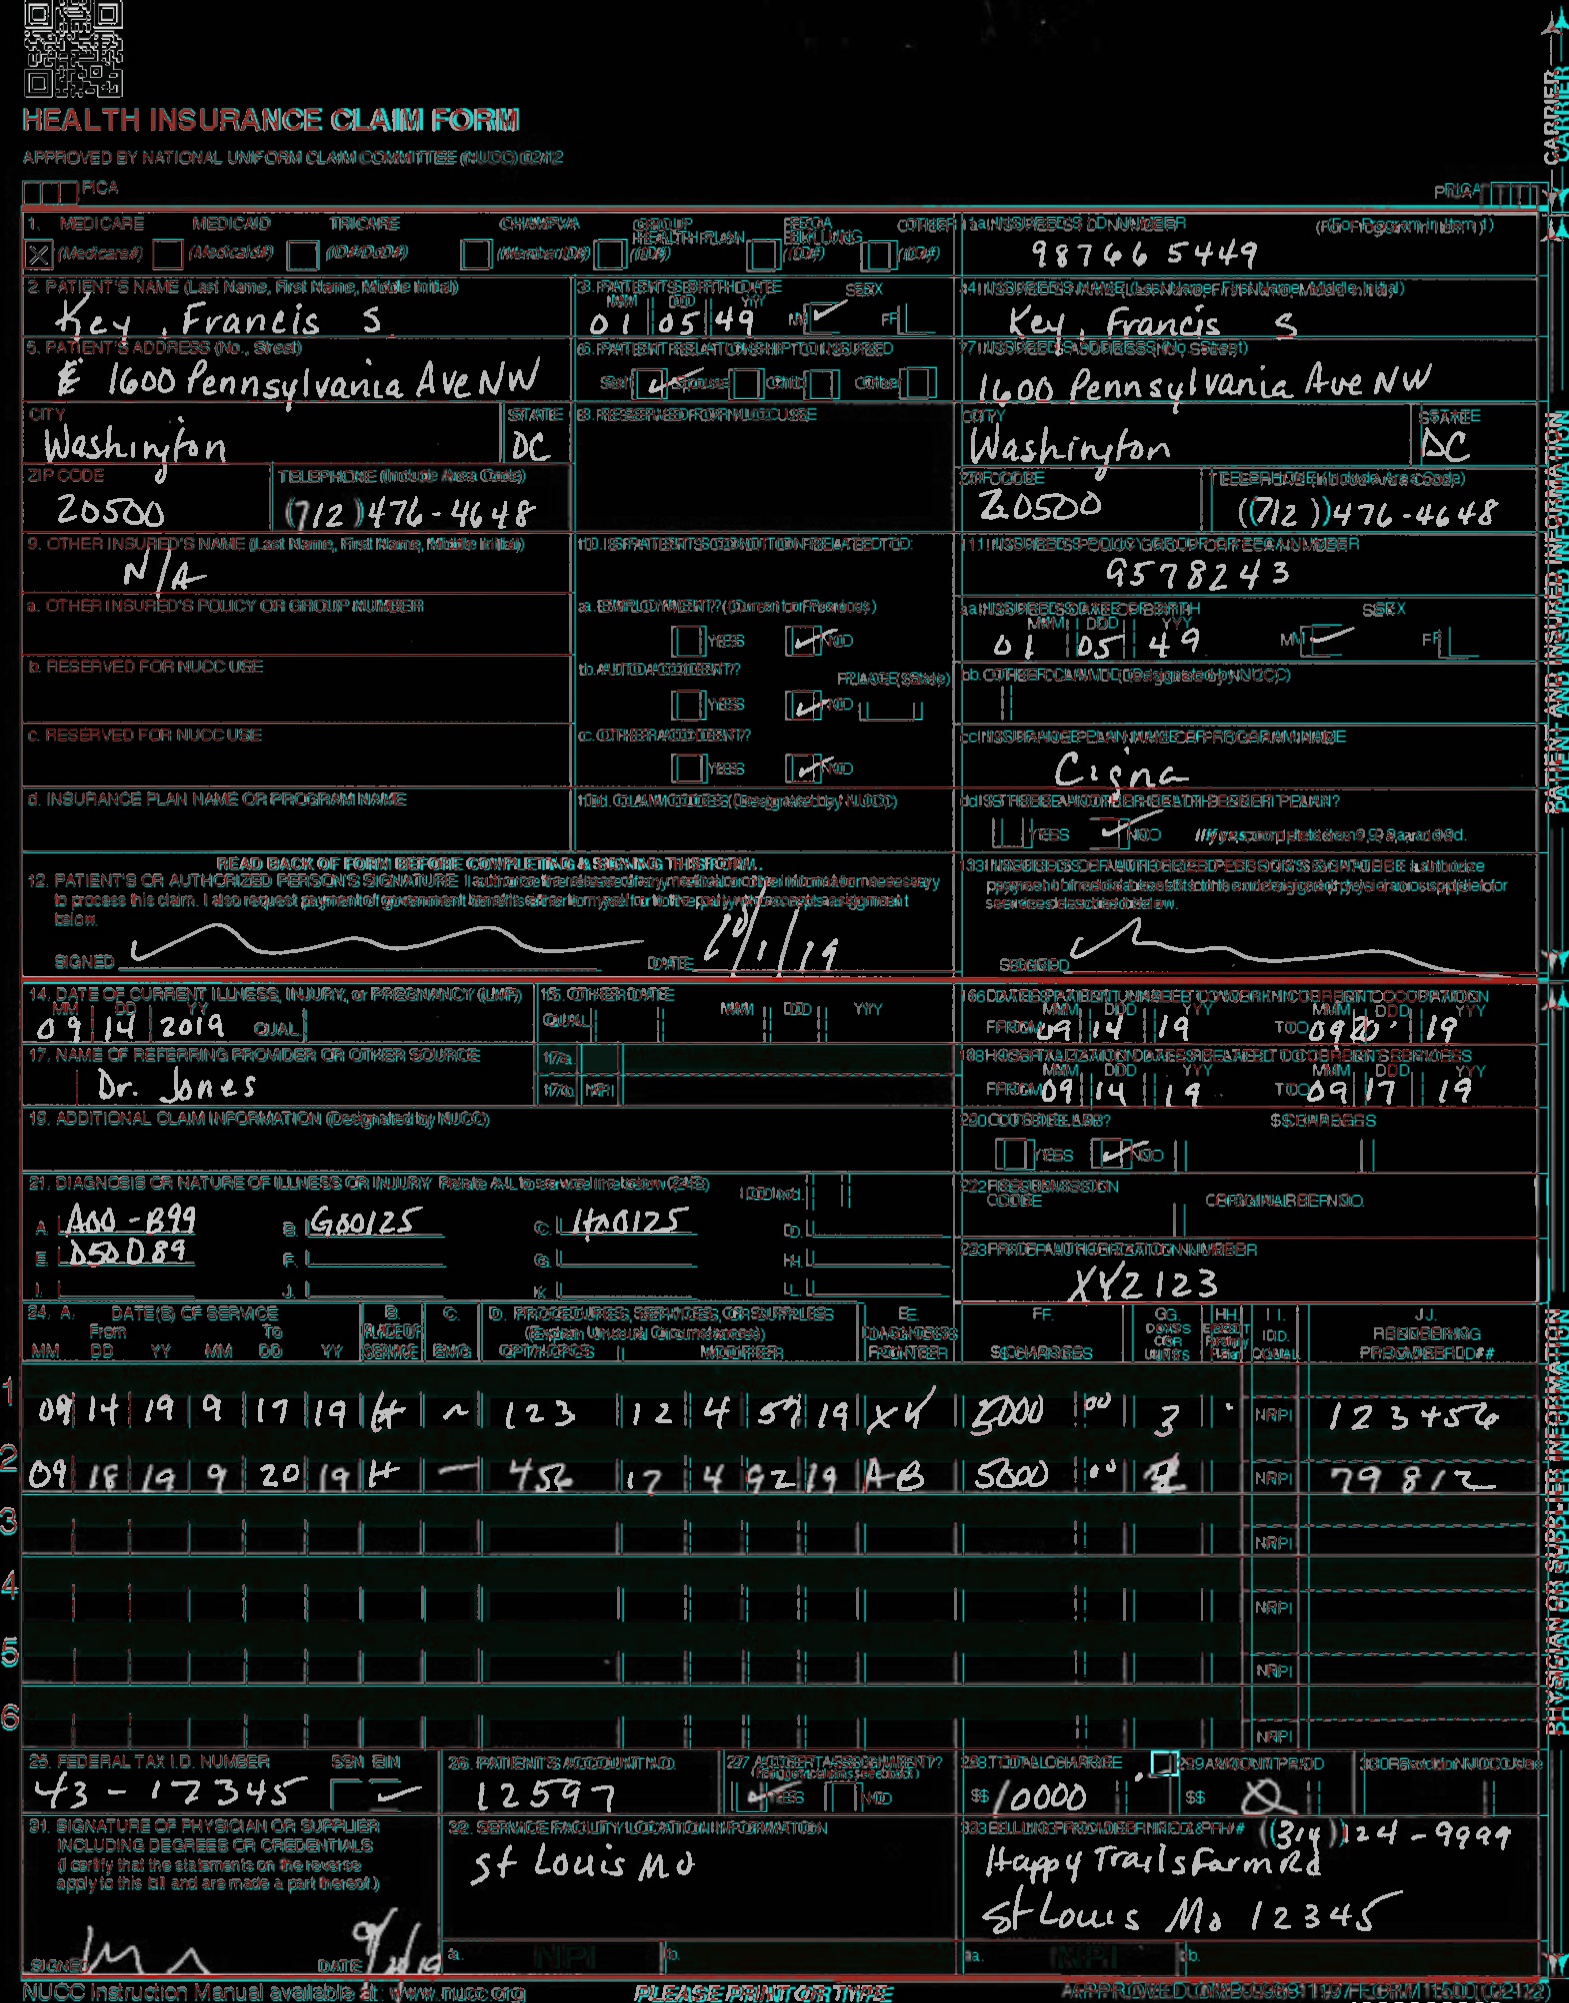 HEALTH INSURANCE CLAIM FORM
APPROVED BY NATIONAL UNIFORM CLAIM COMMITTEE (NUCC) 02/12
PICA PICA
CARRIER
1. MEDICARE MEDICAID TRICARE CHAMPVA GROUP HEALTH PLAN FECA BLK LUNG OTHER
(Medicare#) (Medicaid#) (ID#/DoD#) (Member ID#) (ID#) (ID#) (ID#)
1a. INSURED'S I.D. NUMBER (For Program in Item 1)
98766 5449
2. PATIENT'S NAME (Last Name, First Name, Middle Initial)
Key, Francis S
3. PATIENT'S BIRTH DATE SEX
MM DD YY
01 05 49 M F
4. INSURED'S NAME (Last Name, First Name, Middle Initial)
Key, Francis S
5. PATIENT'S ADDRESS (No., Street)
1600 Pennsylvania Ave NW
6. PATIENT RELATIONSHIP TO INSURED
Self Spouse Child Other
7. INSURED'S ADDRESS (No., Street)
1600 Pennsylvania Ave NW
CITY STATE
Washington DC
8. RESERVED FOR NUCC USE
CITY STATE
Washington DC
ZIP CODE TELEPHONE (Include Area Code)
20500 (712) 476-4648
ZIP CODE TELEPHONE (Include Area Code)
20500 (712) 476-4648
9. OTHER INSURED'S NAME (Last Name, First Name, Middle Initial)
N/A
10. IS PATIENT'S CONDITION RELATED TO:
11. INSURED'S POLICY GROUP OR FECA NUMBER
9578243
a. OTHER INSURED'S POLICY OR GROUP NUMBER
a. EMPLOYMENT? (Current or Previous)
YES NO
a. INSURED'S DATE OF BIRTH SEX
MM DD YY
01 05 49 M F
b. RESERVED FOR NUCC USE
b. AUTO ACCIDENT? PLACE (State)
YES NO
b. OTHER CLAIM ID (Designated by NUCC)
c. RESERVED FOR NUCC USE
c. OTHER ACCIDENT?
YES NO
c. INSURANCE PLAN NAME OR PROGRAM NAME
Cigna
d. INSURANCE PLAN NAME OR PROGRAM NAME
10d. CLAIM CODES (Designated by NUCC)
d. IS THERE ANOTHER HEALTH BENEFIT PLAN?
YES NO If yes, complete items 9, 9a, and 9d.
PATIENT AND INSURED INFORMATION
READ BACK OF FORM BEFORE COMPLETING & SIGNING THIS FORM.
12. PATIENT'S OR AUTHORIZED PERSON'S SIGNATURE I authorize the release of any medical or other information necessary
to process this claim. I also request payment of government benefits either to myself or to the party who accepts assignment
below.
SIGNED DATE 10/1/19
13. INSURED'S OR AUTHORIZED PERSON'S SIGNATURE I authorize
payment of medical benefits to the undersigned physician or supplier for
services described below.
SIGNED
14. DATE OF CURRENT ILLNESS, INJURY, or PREGNANCY (LMP)
MM DD YY
09 14 2019 QUAL.
15. OTHER DATE
QUAL. MM DD YY
16. DATES PATIENT UNABLE TO WORK IN CURRENT OCCUPATION
MM DD YY MM DD YY
FROM 09 14 19 TO 09 20 19
17. NAME OF REFERRING PROVIDER OR OTHER SOURCE
Dr. Jones
17a.
17b. NPI
18. HOSPITALIZATION DATES RELATED TO CURRENT SERVICES
MM DD YY MM DD YY
FROM 09 14 19 TO 09 17 19
19. ADDITIONAL CLAIM INFORMATION (Designated by NUCC)
20. OUTSIDE LAB? $ CHARGES
YES NO
21. DIAGNOSIS OR NATURE OF ILLNESS OR INJURY Relate A-L to service line below (24E) ICD Ind.
A. A00-B99 B. G00125 C. H00125 D.
E. D50D89 F. G. H.
I. J. K. L.
22. RESUBMISSION
CODE ORIGINAL REF. NO.
23. PRIOR AUTHORIZATION NUMBER
XYZ123
24. A. DATE(S) OF SERVICE B. C. D. PROCEDURES, SERVICES, OR SUPPLIES E. F. G. H. I. J.
From To PLACE OF (Explain Unusual Circumstances) DIAGNOSIS DAYS OR UNITS EPSDT Family Plan ID. RENDERING
MM DD YY MM DD YY SERVICE EMG CPT/HCPCS MODIFIER POINTER $ CHARGES QUAL. PROVIDER ID. #
1 09 14 19 9 17 19 H ~ 123 12 4 57 19 XY 5000 00 3 NPI 123456
2 09 18 19 9 20 19 H — 456 17 4 92 19 AB 5000 00 NPI 79812
3 NPI
4 NPI
5 NPI
6 NPI
PHYSICIAN OR SUPPLIER INFORMATION
25. FEDERAL TAX I.D. NUMBER SSN EIN
43-12345
26. PATIENT'S ACCOUNT NO.
12597
27. ACCEPT ASSIGNMENT?
(For govt. claims, see back)
YES NO
28. TOTAL CHARGE
$ 10000
29. AMOUNT PAID
$ 0
30. Rsvd for NUCC Use
31. SIGNATURE OF PHYSICIAN OR SUPPLIER
INCLUDING DEGREES OR CREDENTIALS
(I certify that the statements on the reverse
apply to this bill and are made a part thereof.)
SIGNED DATE
32. SERVICE FACILITY LOCATION INFORMATION
St Louis Mo
a. NPI b.
33. BILLING PROVIDER INFO & PH # (314) 124-9999
Happy Trails Farm Rd
St Louis Mo 12345
a. NPI b.
NUCC Instruction Manual available at: www.nucc.org
PLEASE PRINT OR TYPE
APPROVED OMB-0938-1197 FORM 1500 (02-12)